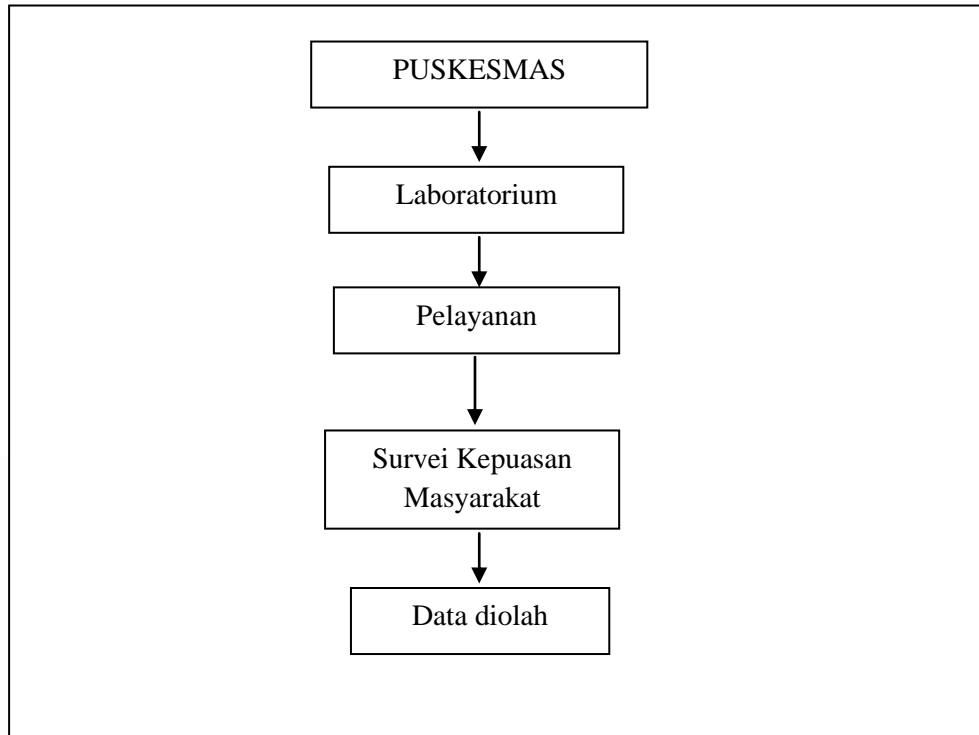 PUSKESMAS
Laboratorium
Pelayanan
Survei Kepuasan
Masyarakat
Data diolah